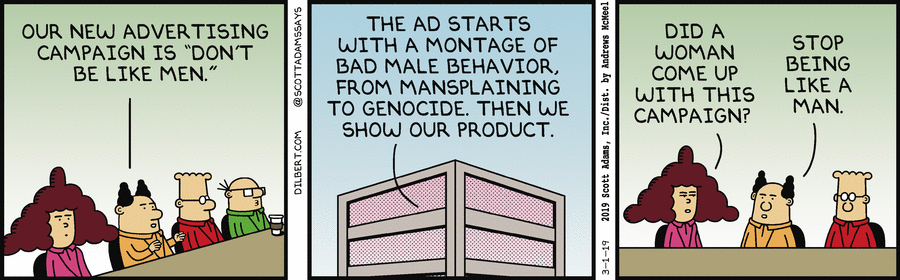 OUR NEW ADVERTISING
CAMPAIGN IS "DON'T
BE LIKE MEN."
DILBERT.COM @SCOTTADAMSSAYS
THE AD STARTS
WITH A MONTAGE OF
BAD MALE BEHAVIOR,
FROM MANSPLAINING
TO GENOCIDE. THEN WE
SHOW OUR PRODUCT.
3-1-19 2019 Scott Adams, Inc./Dist. by Andrews McMeel
DID A
WOMAN
COME UP
WITH THIS
CAMPAIGN?
STOP
BEING
LIKE A
MAN.